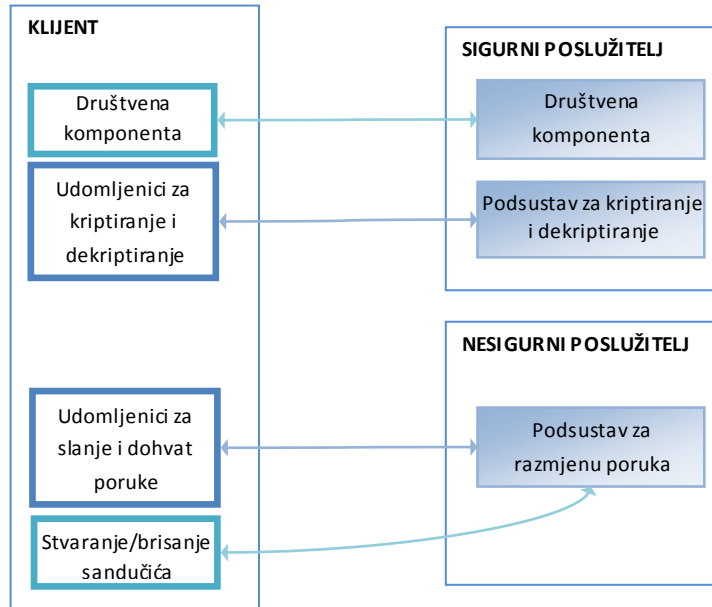 KLIJENT
Društvena
komponenta
Udomljenici za
kriptiranje i
dekriptiranje
Udomljenici za
slanje i dohvat
poruke
Stvaranje/brisanje
sandučića
SIGURNI POSLUŽITELJ
Društvena
komponenta
Podsustav za kriptiranje
i dekriptiranje
NESIGURNI POSLUŽITELJ
Podsustav za
razmjenu poruka